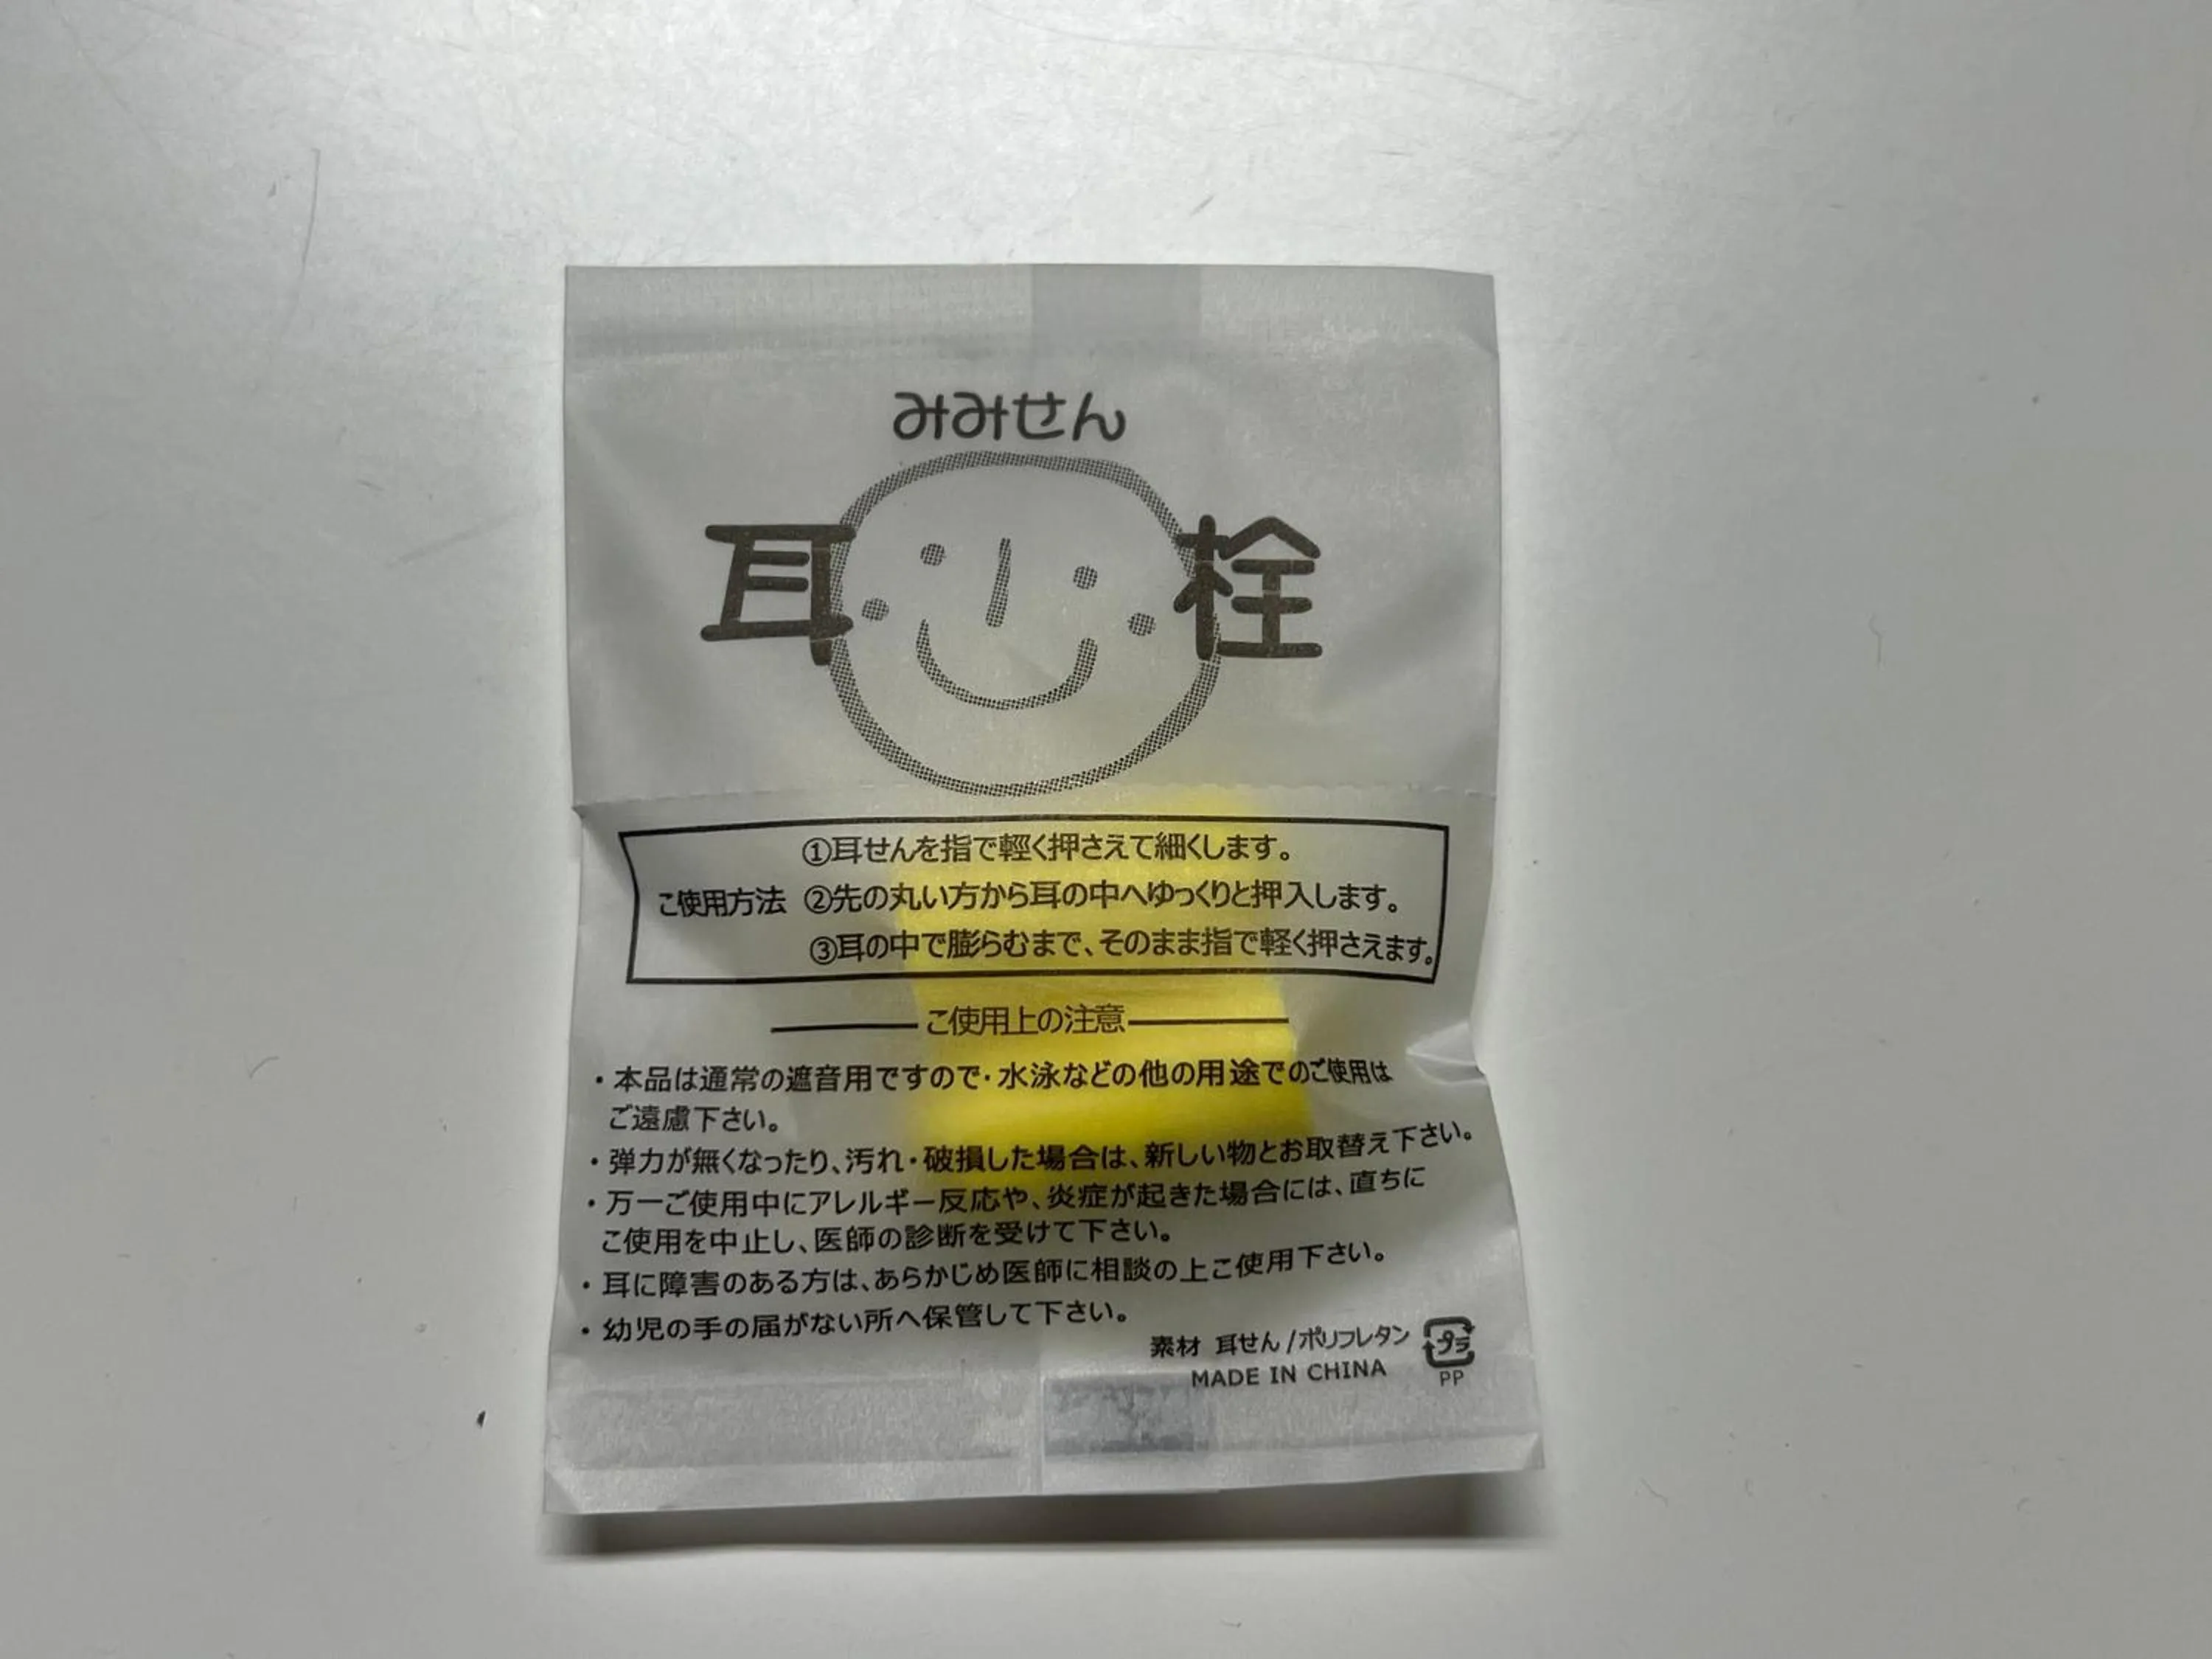 みみせん
耳栓
ご使用方法
①耳せんを指で輕く押さえて細くします。
②先の丸い方から耳の中へゆっくりと押入します。
③耳の中で膨らむまで、そのまま指で軽く押さえます。
ご使用上の注意
・本品は通常の遮音用ですので・水泳などの他の用途でのご使用は
ご遠慮下さい。
・弾力が無くなったり、汚れ・破損した場合は、新しい物とお取替え下さい。
・万一ご使用中にアレルギー反応や、炎症が起きた場合には、直ちに
ご使用を中止し、医師の診断を受けて下さい。
・耳に障害のある方は、あらかじめ医師に相談の上ご使用下さい。
・幼児の手の届がない所へ保管して下さい。
素材 耳せん/ポリフレタン
MADE IN CHINA
プラ
PP